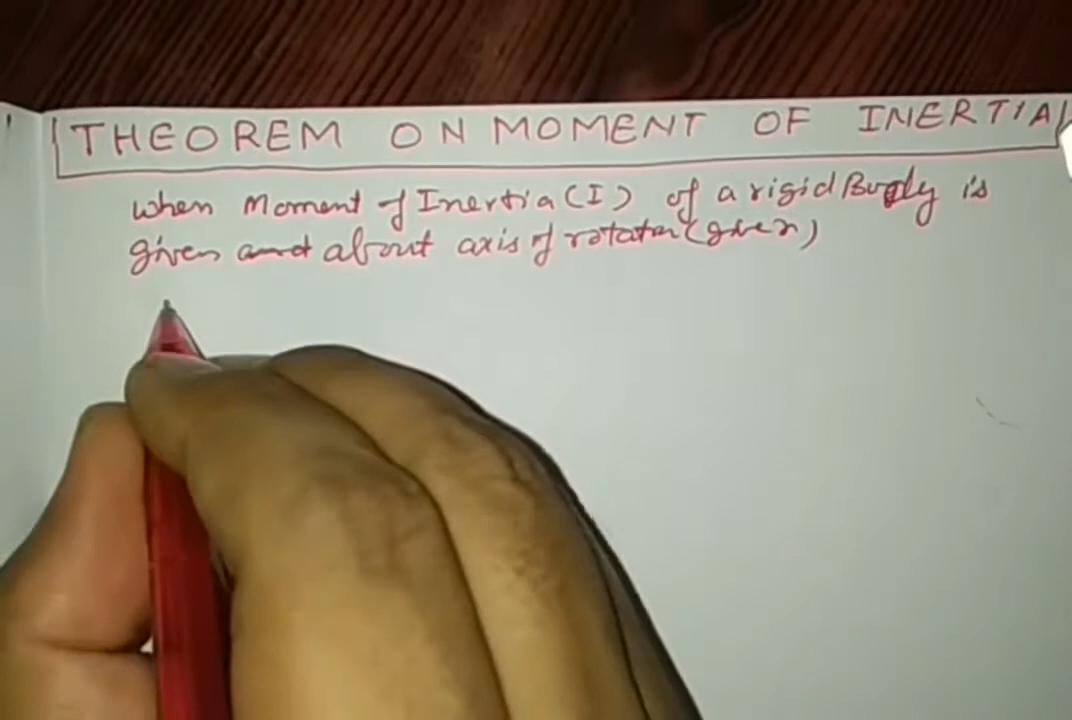 THEOREM ON MOMENT OF INERTIA
when Moment of Inertia (I) of a rigid Body is
given and about axis of rotation (given)